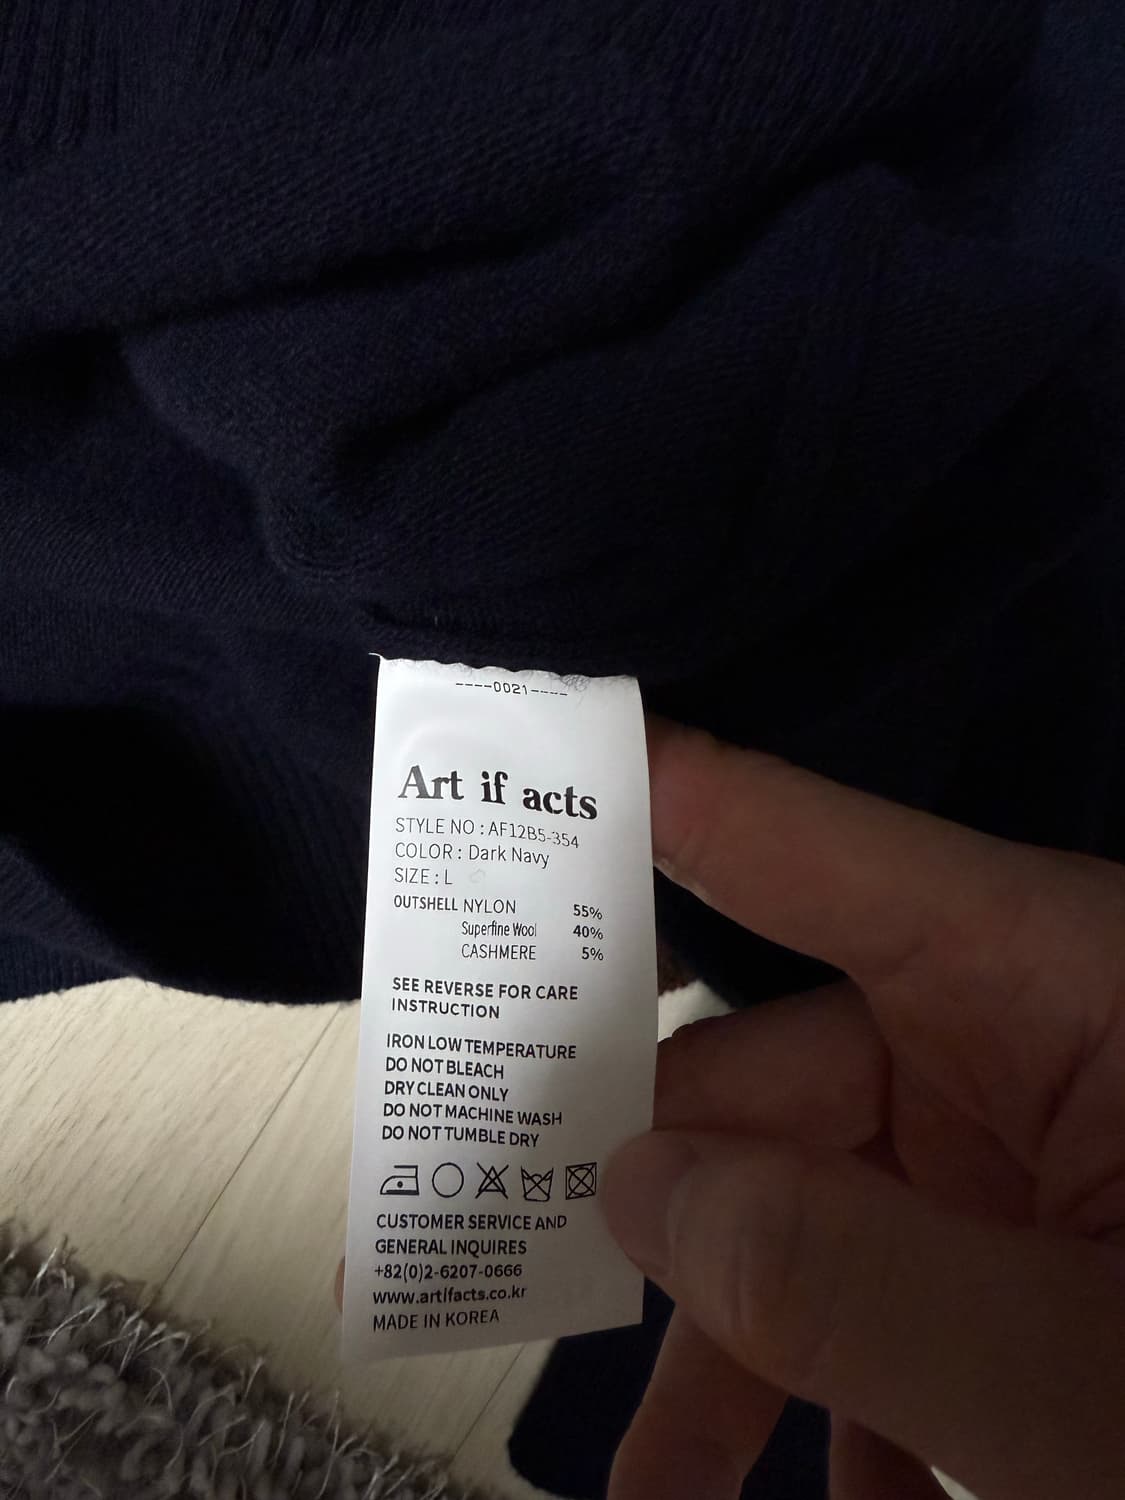 ----0021----
Art if acts
STYLE NO : AF12B5-354
COLOR : Dark Navy
SIZE : L
OUTSHELL NYLON 55%
Superfine Wool 40%
CASHMERE 5%
SEE REVERSE FOR CARE
INSTRUCTION
IRON LOW TEMPERATURE
DO NOT BLEACH
DRY CLEAN ONLY
DO NOT MACHINE WASH
DO NOT TUMBLE DRY
CUSTOMER SERVICE AND
GENERAL INQUIRES
+82(0)2-6207-0666
www.artifacts.co.kr
MADE IN KOREA